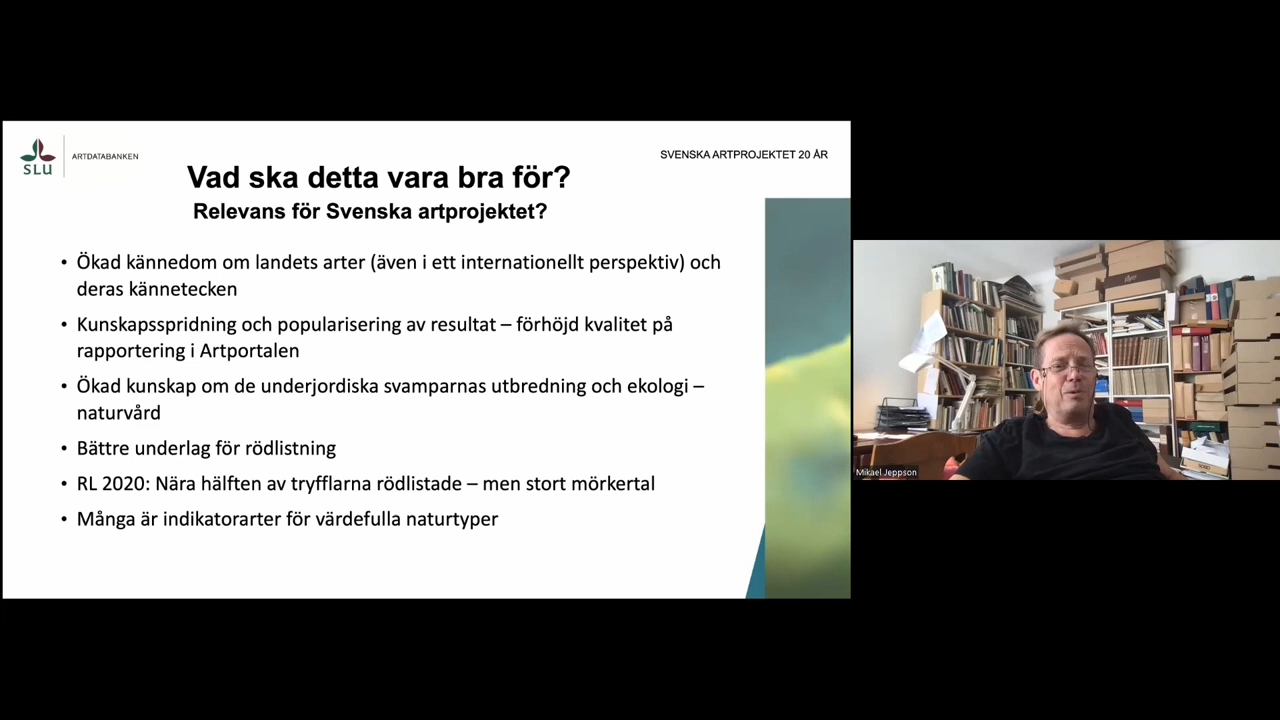 SLU
ARTDATABANKEN
SVENSKA ARTPROJEKTET 20 ÅR
Vad ska detta vara bra för?
Relevans för Svenska artprojektet?
• Ökad kännedom om landets arter (även i ett internationellt perspektiv) och
deras kännetecken
• Kunskapsspridning och popularisering av resultat – förhöjd kvalitet på
rapportering i Artportalen
• Ökad kunskap om de underjordiska svamparnas utbredning och ekologi –
naturvård
• Bättre underlag för rödlistning
• RL 2020: Nära hälften av tryfflarna rödlistade – men stort mörkertal
• Många är indikatorarter för värdefulla naturtyper
Mikael Jeppson